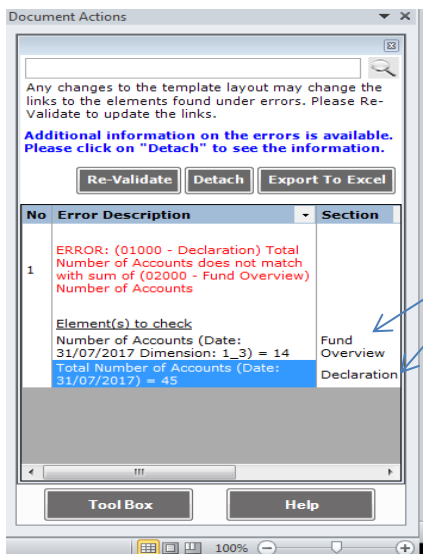 Document Actions
Any changes to the template layout may change the
links to the elements found under errors. Please Re-
Validate to update the links.
Additional information on the errors is available.
Please click on "Detach" to see the information.
Re-Validate Detach Export To Excel
No Error Description Section
ERROR: (01000 - Declaration) Total
Number of Accounts does not match
1 with sum of (02000 - Fund Overview)
Number of Accounts
Element(s) to check
Number of Accounts (Date: Fund
31/07/2017 Dimension: 1_3) = 14 Overview
Total Number of Accounts (Date: Declaration
31/07/2017) = 45
Tool Box Help
100%